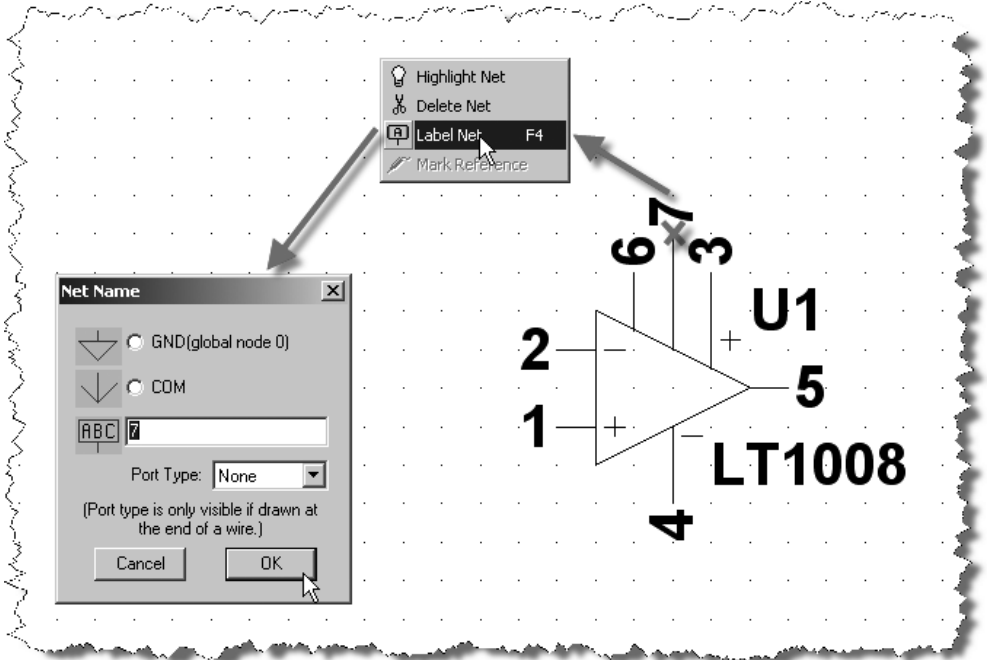 Highlight Net
Delete Net
A Label Net F4
Mark Reference
7
6
3
U1
2
5
1
LT1008
4
Net Name
GND(global node 0)
COM
ABC 7
Port Type: None
(Port type is only visible if drawn at
the end of a wire.)
Cancel OK